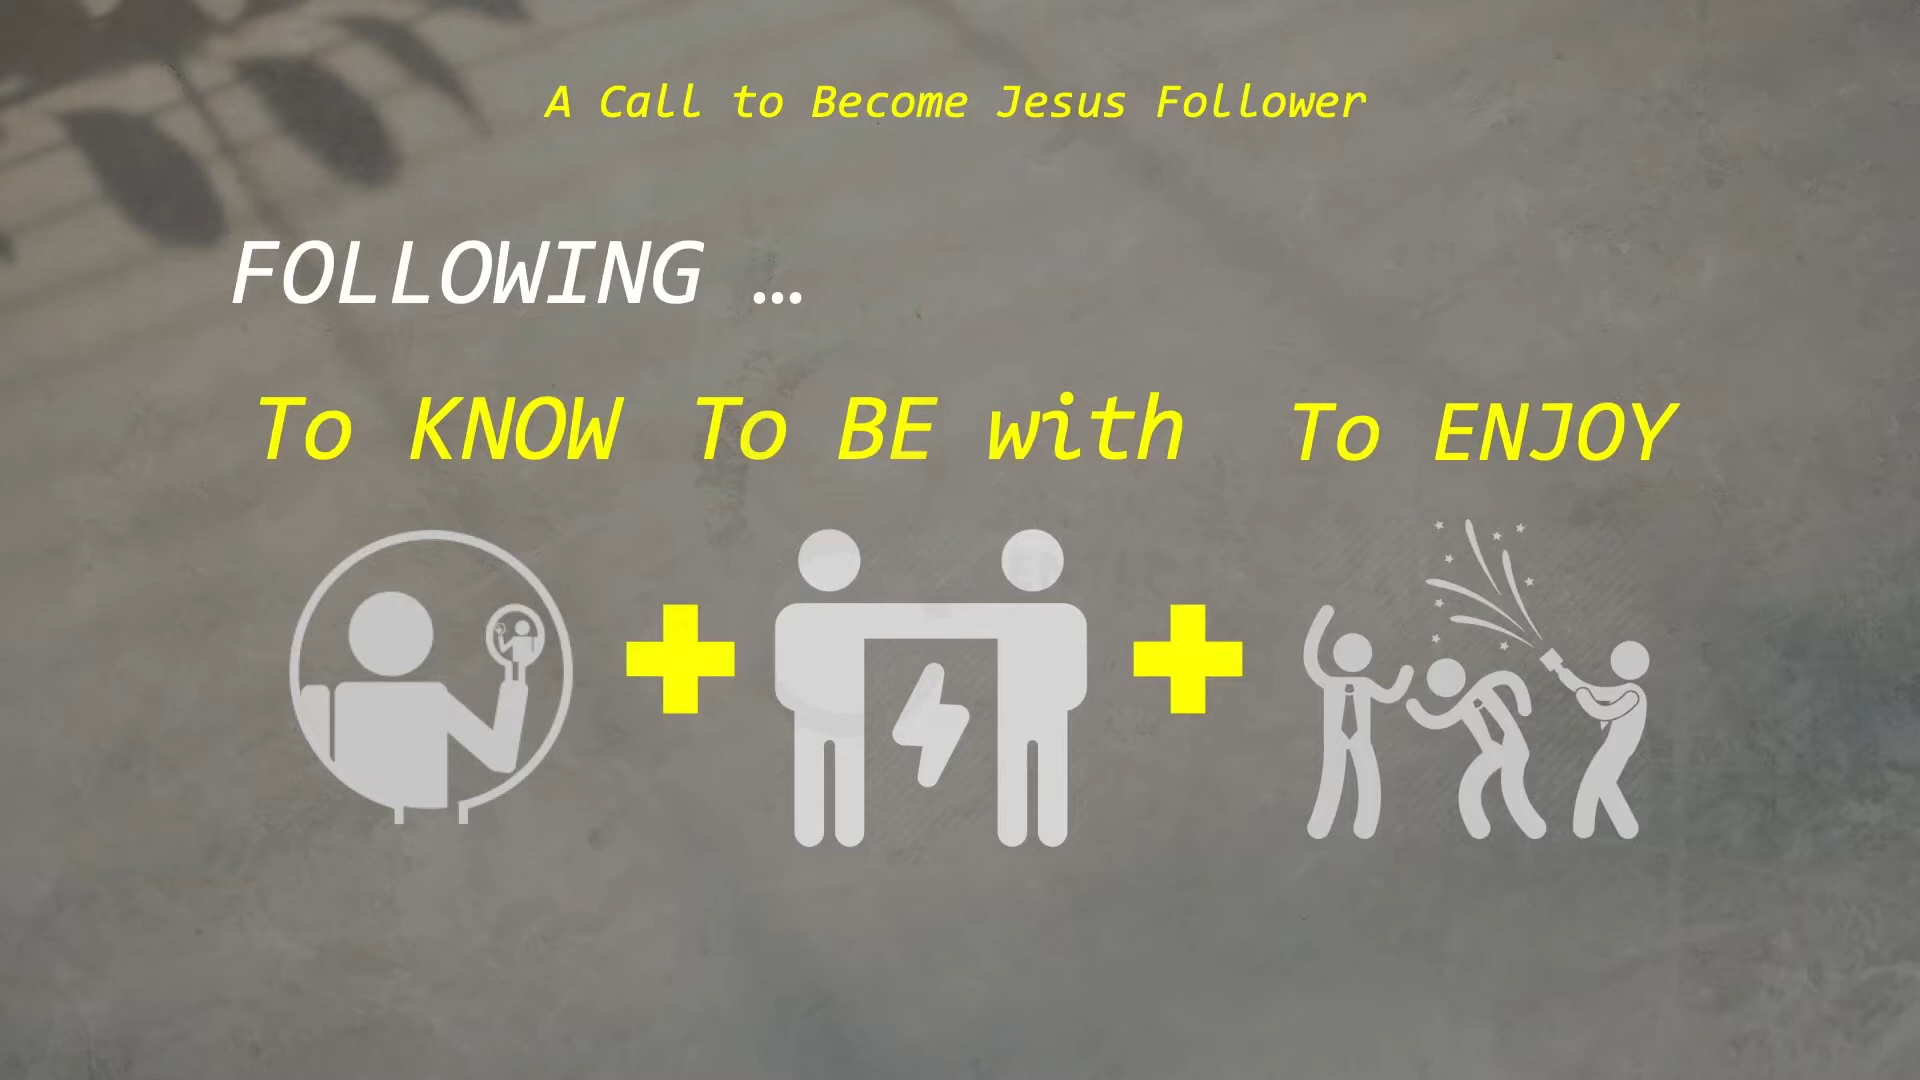 A Call to Become Jesus Follower
FOLLOWING …
To KNOW To BE with To ENJOY